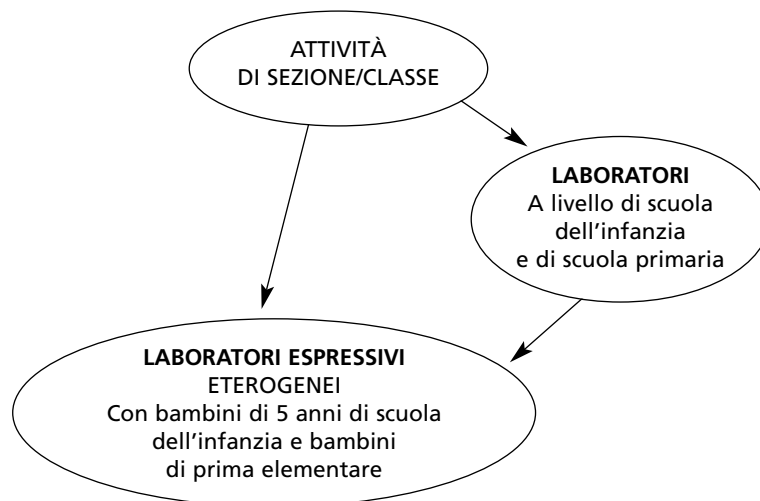 ATTIVITÀ
DI SEZIONE/CLASSE
LABORATORI
A livello di scuola
dell'infanzia
e di scuola primaria
LABORATORI ESPRESSIVI
ETEROGENEI
Con bambini di 5 anni di scuola
dell'infanzia e bambini
di prima elementare